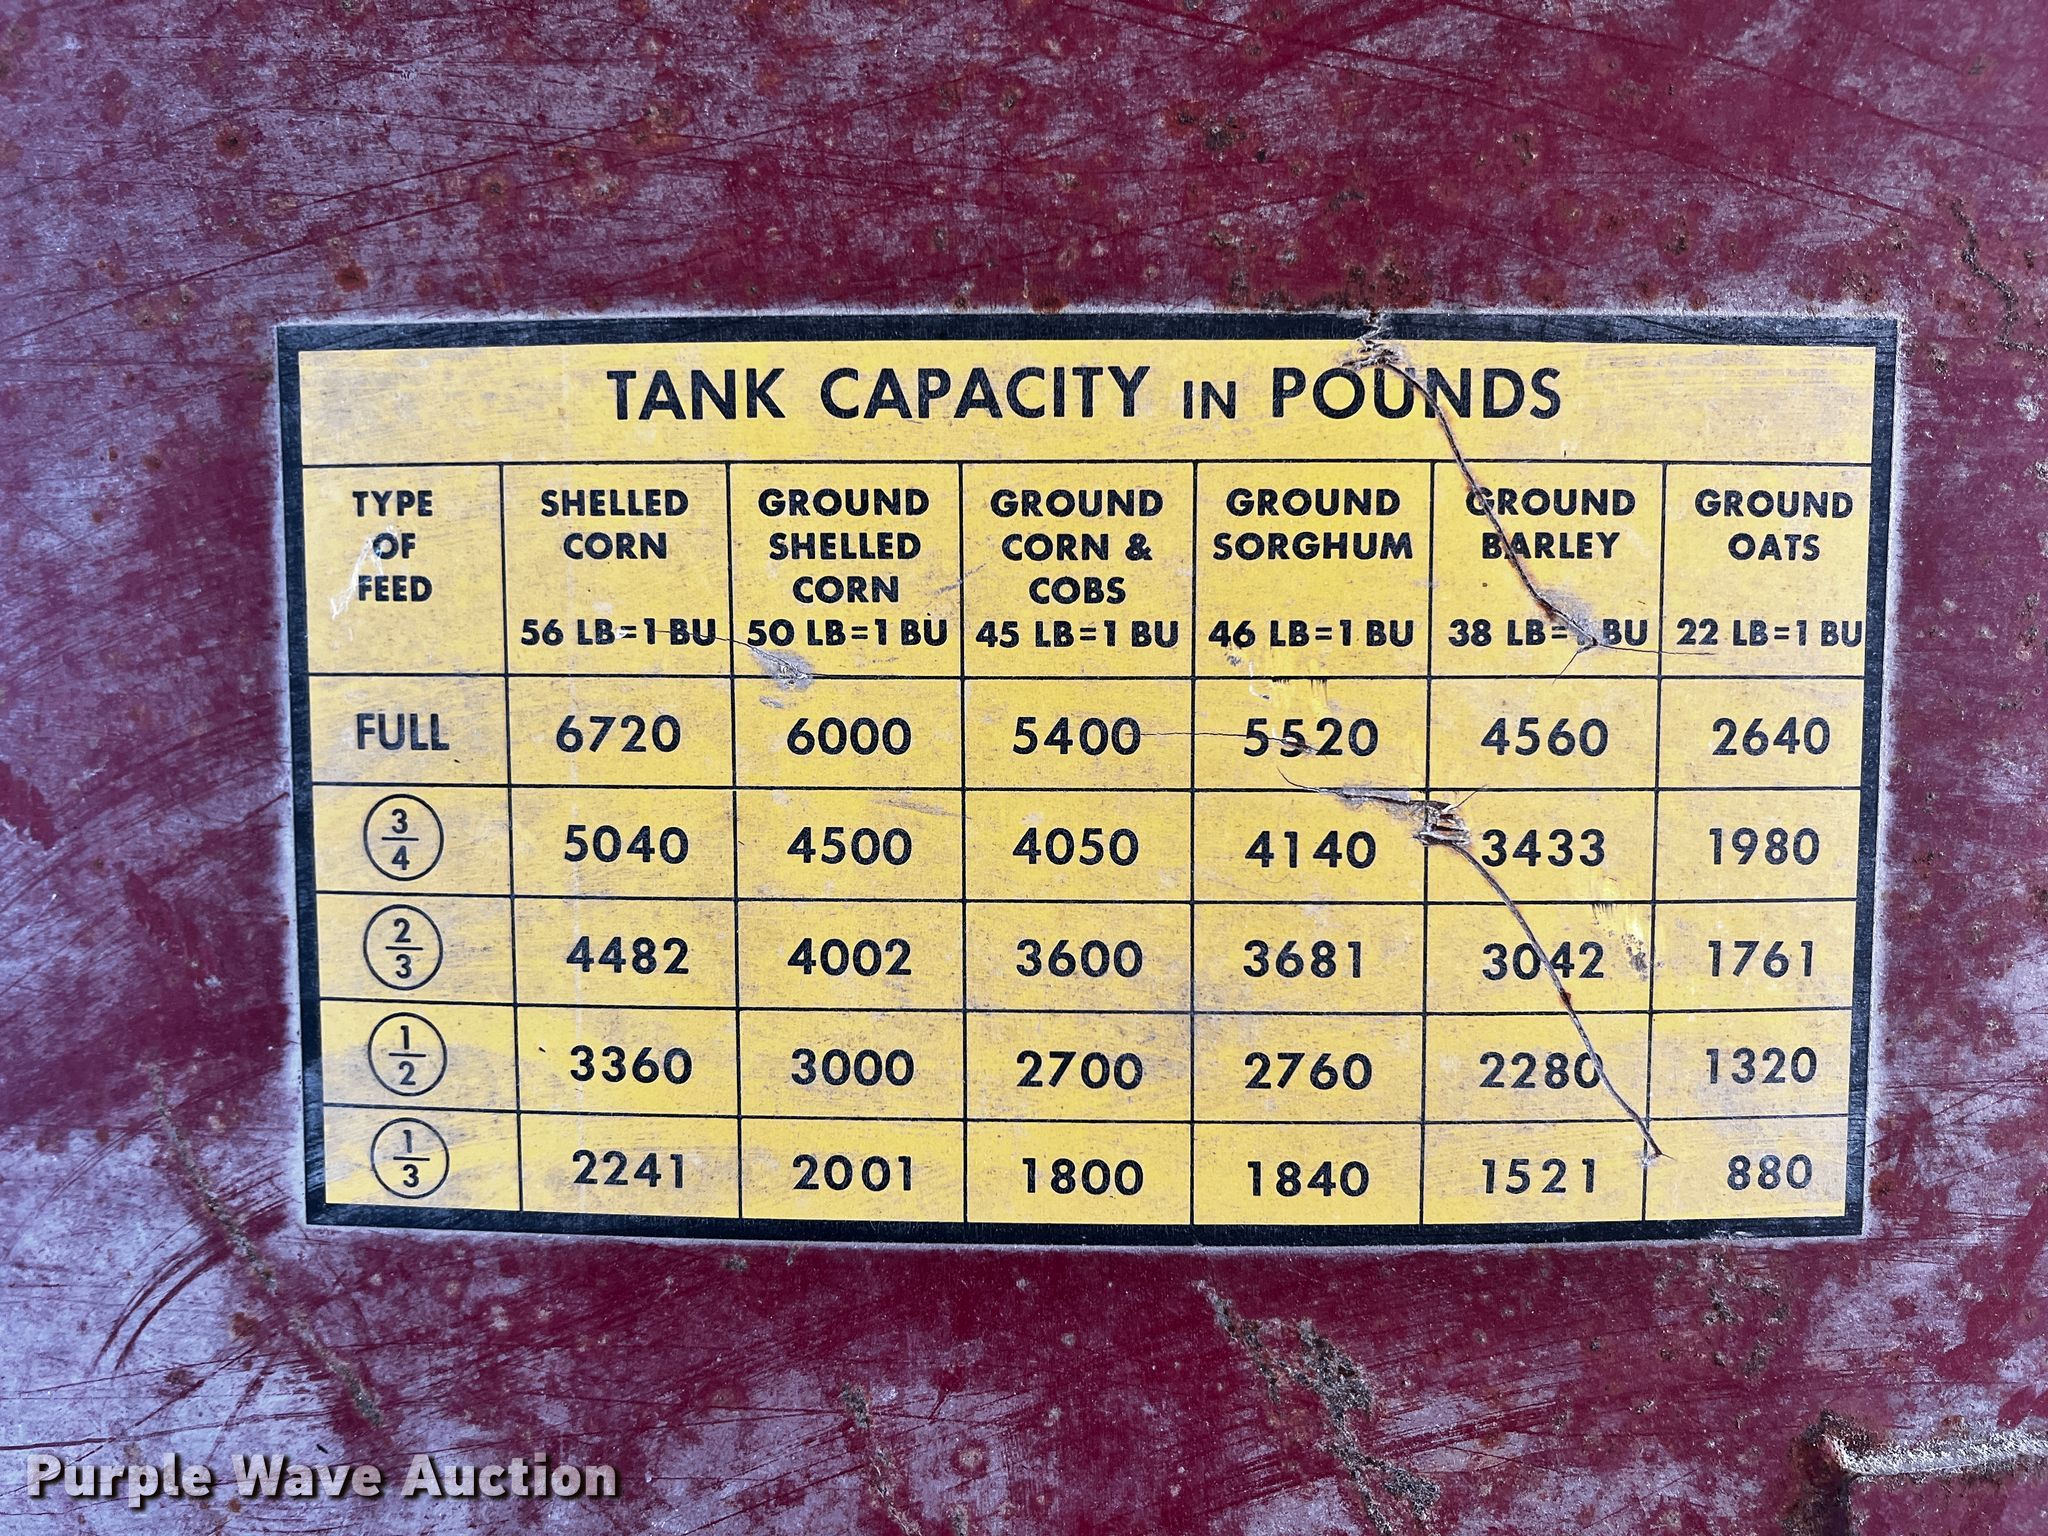 TANK CAPACITY IN POUNDS
TYPE OF FEED
SHELLED CORN 56 LB=1 BU
GROUND SHELLED CORN 50 LB=1 BU
GROUND CORN & COBS 45 LB=1 BU
GROUND SORGHUM 46 LB=1 BU
GROUND BARLEY 38 LB=1 BU
GROUND OATS 22 LB=1 BU
FULL 6720 6000 5400 5520 4560 2640
3/4 5040 4500 4050 4140 3433 1980
2/3 4482 4002 3600 3681 3042 1761
1/2 3360 3000 2700 2760 2280 1320
1/3 2241 2001 1800 1840 1521 880
Purple Wave Auction